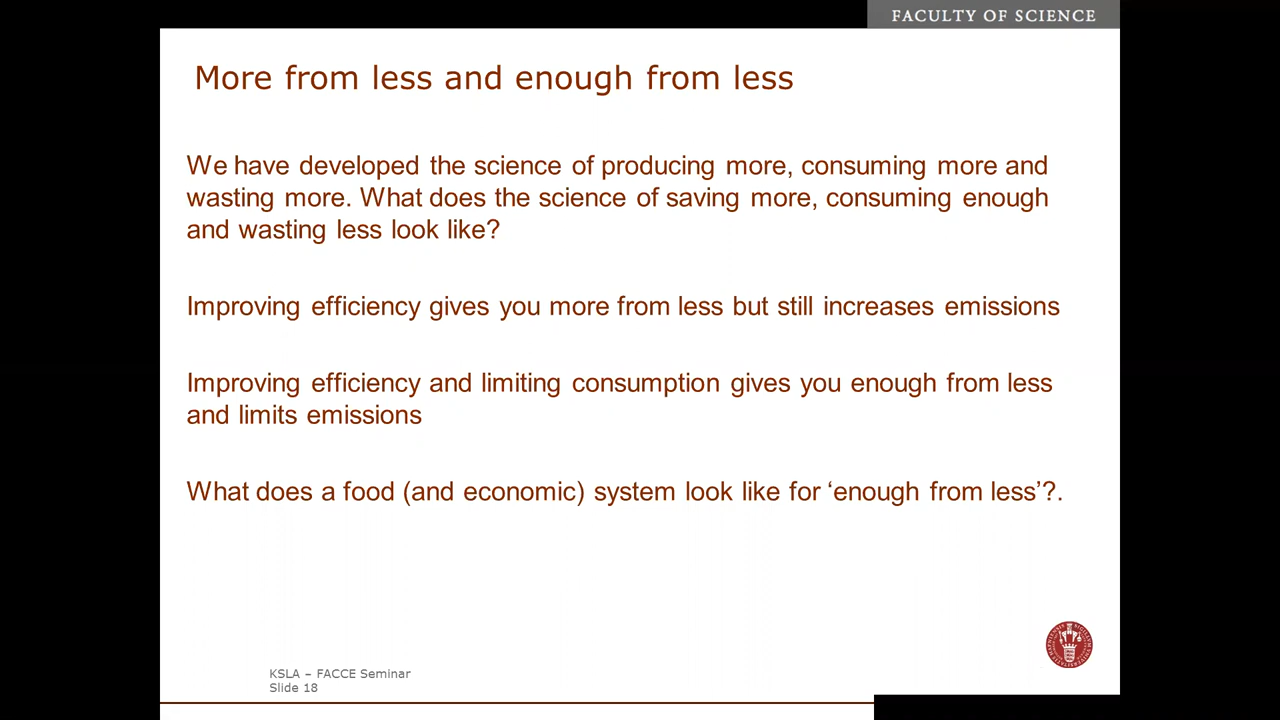 FACULTY OF SCIENCE
More from less and enough from less
We have developed the science of producing more, consuming more and
wasting more. What does the science of saving more, consuming enough
and wasting less look like?
Improving efficiency gives you more from less but still increases emissions
Improving efficiency and limiting consumption gives you enough from less
and limits emissions
What does a food (and economic) system look like for ‘enough from less’?.
KSLA – FACCE Seminar
Slide 18